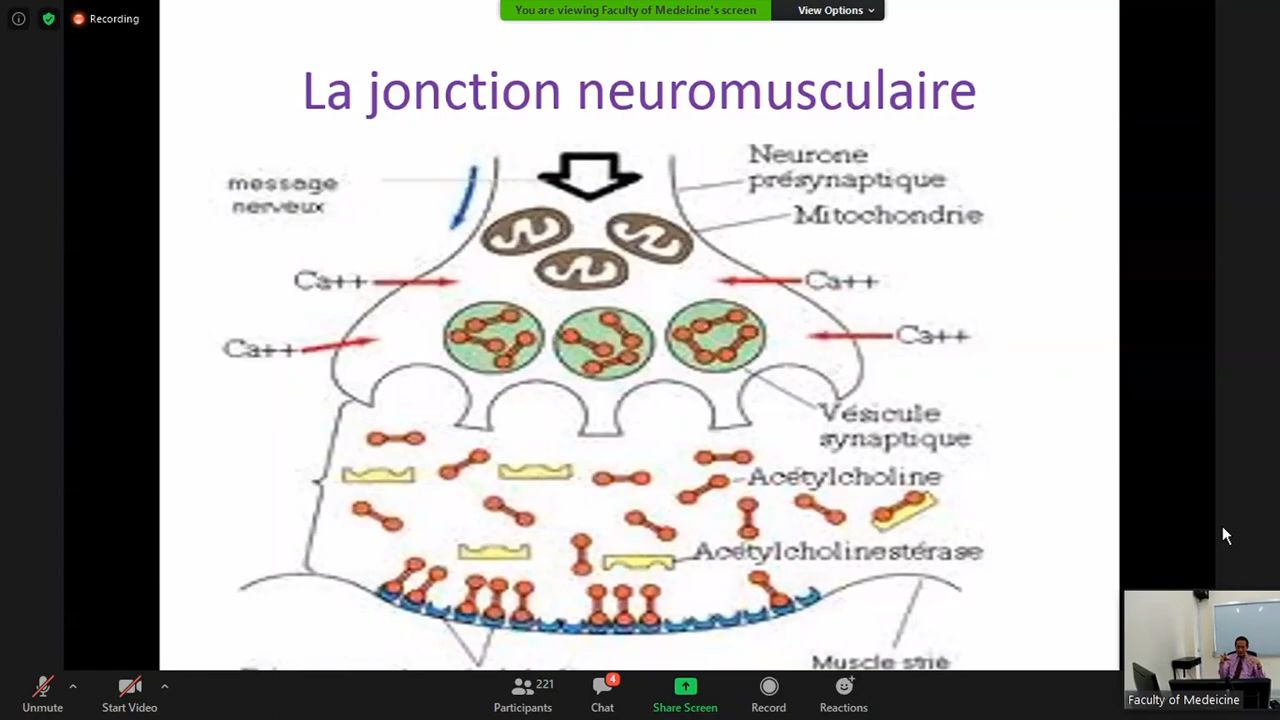 Recording
You are viewing Faculty of Medeicine's screen
View Options
La jonction neuromusculaire
message
nerveux
Neurone
présynaptique
Mitochondrie
Ca++
Ca++
Ca++
Ca++
Vésicule
synaptique
Acétylcholine
Acétylcholinestérase
Muscle strié
Faculty of Medeicine
Unmute
Start Video
221
Participants
4
Chat
Share Screen
Record
Reactions